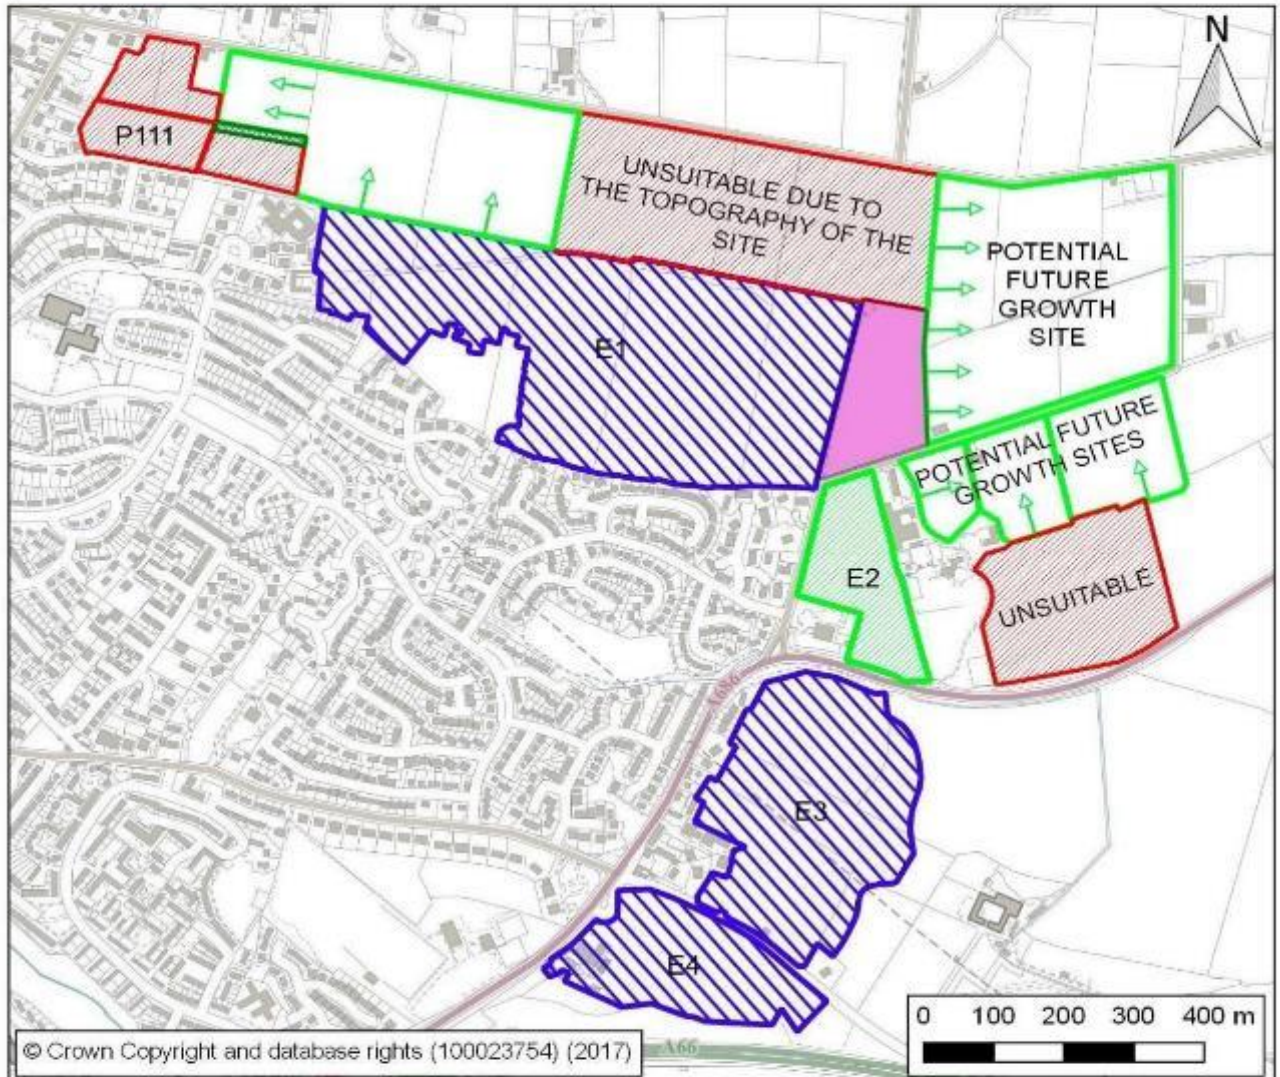 N
P111
UNSUITABLE DUE TO
THE TOPOGRAPHY OF THE
SITE
POTENTIAL
FUTURE
GROWTH
SITE
E1
POTENTIAL FUTURE
GROWTH SITES
E2
UNSUITABLE
A686
E3
E4
0 100 200 300 400 m
© Crown Copyright and database rights (100023754) (2017)
A66